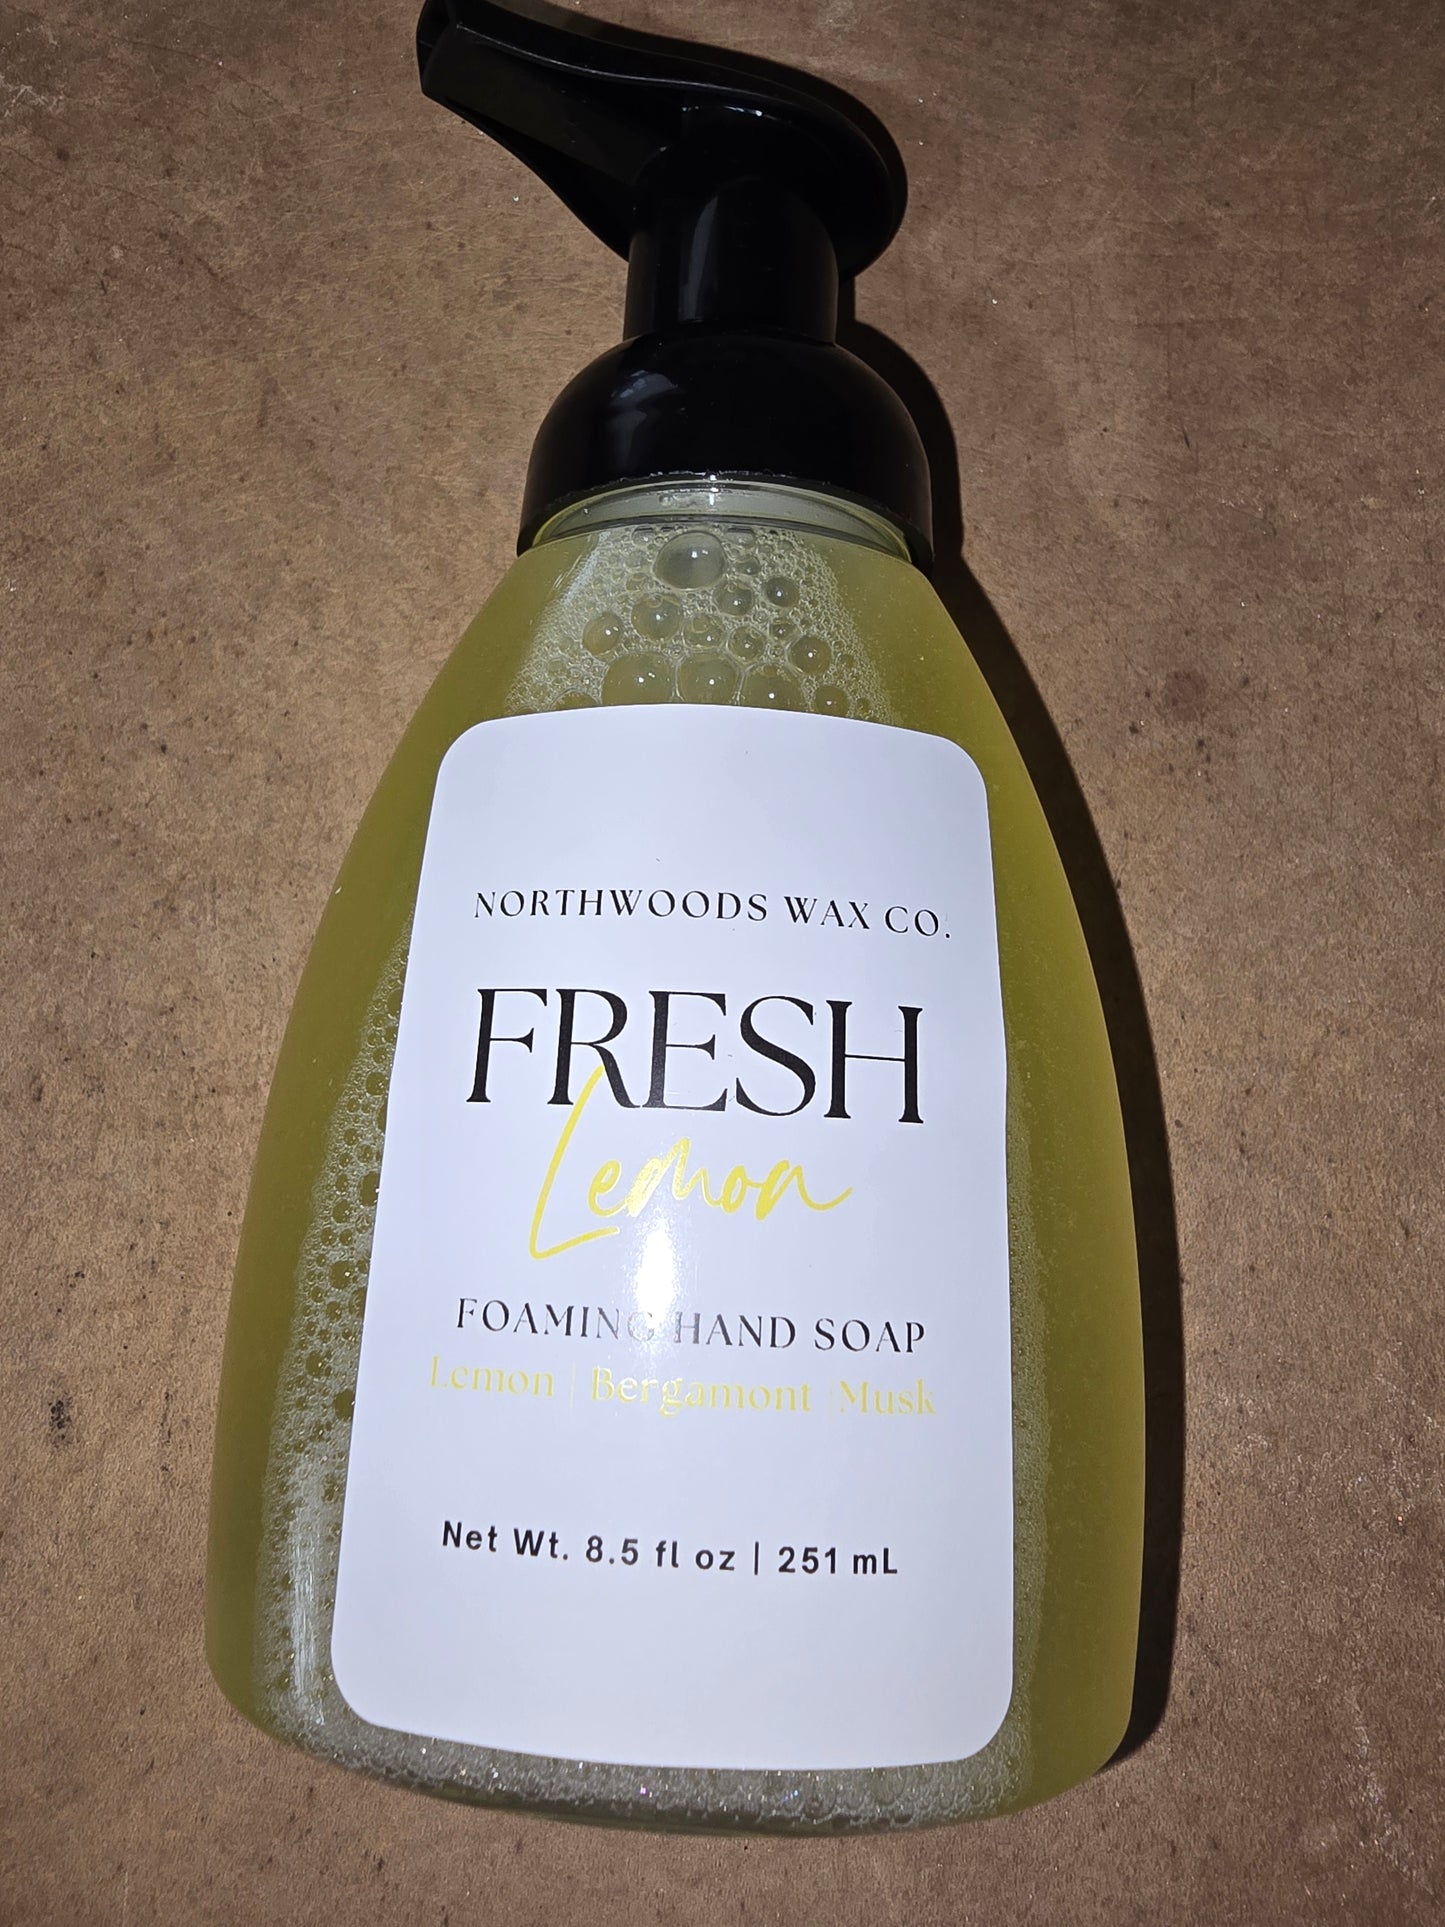 NORTHWOODS WAX CO.
FRESH
Lemon
FOAMING HAND SOAP
Lemon | Bergamont | Musk
Net Wt. 8.5 fl oz | 251 mL